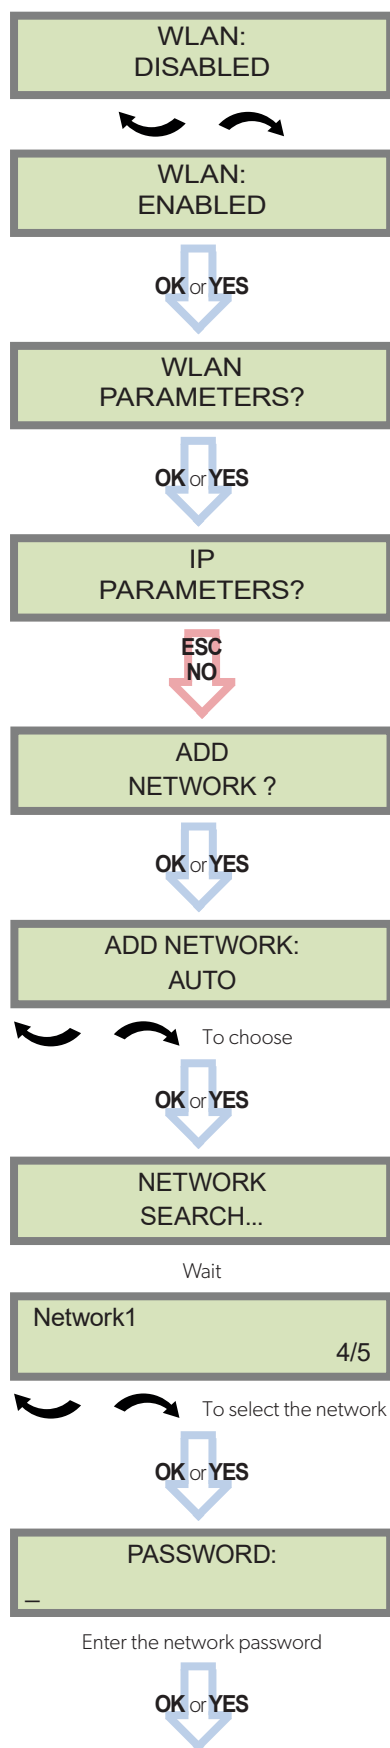 WLAN:
DISABLED
WLAN:
ENABLED
OK or YES
WLAN
PARAMETERS?
OK or YES
IP
PARAMETERS?
ESC
NO
ADD
NETWORK ?
OK or YES
ADD NETWORK:
AUTO
To choose
OK or YES
NETWORK
SEARCH...
Wait
Network1
4/5
To select the network
OK or YES
PASSWORD:
_
Enter the network password
OK or YES